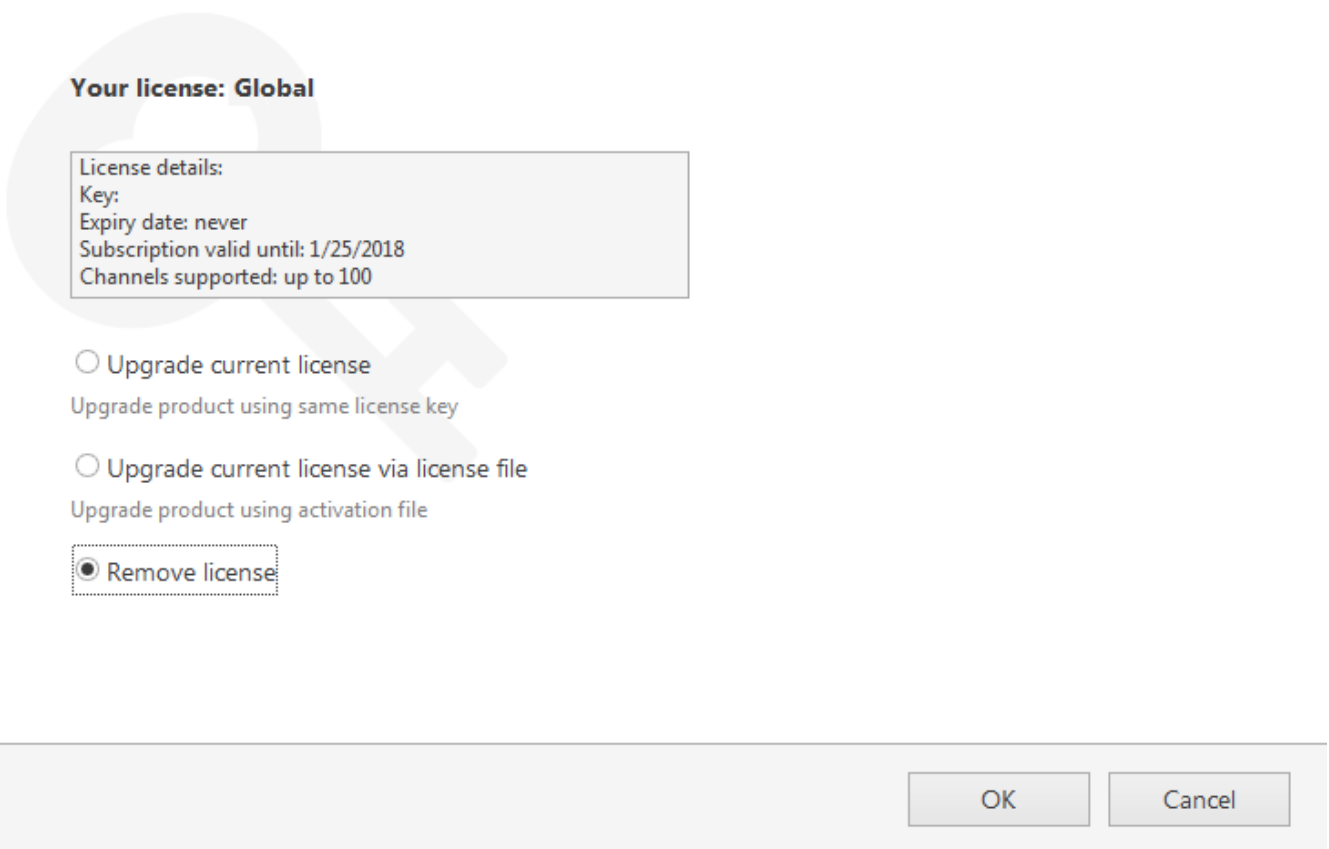 Your license: Global
License details:
Key:
Expiry date: never
Subscription valid until: 1/25/2018
Channels supported: up to 100
Upgrade current license
Upgrade product using same license key
Upgrade current license via license file
Upgrade product using activation file
Remove license
OK
Cancel